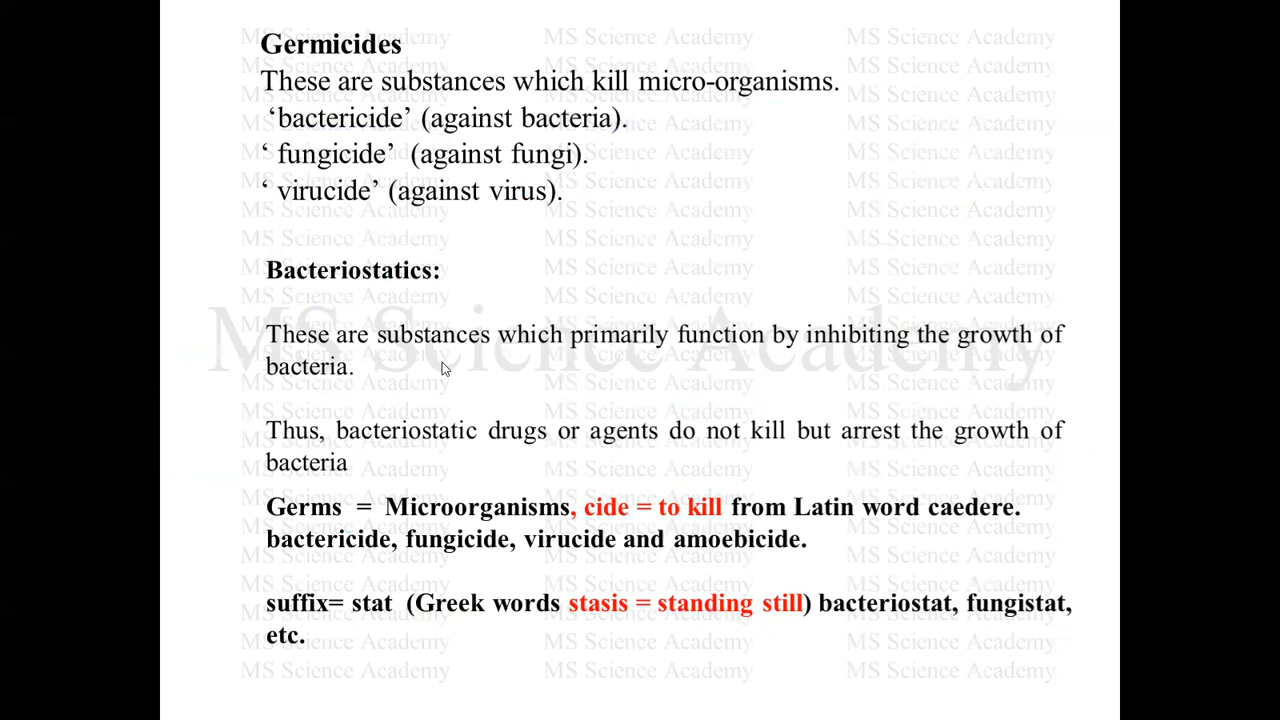 Germicides
These are substances which kill micro-organisms.
‘bactericide’ (against bacteria).
‘ fungicide’ (against fungi).
‘ virucide’ (against virus).
Bacteriostatics:
These are substances which primarily function by inhibiting the growth of
bacteria.
Thus, bacteriostatic drugs or agents do not kill but arrest the growth of
bacteria
Germs = Microorganisms, cide = to kill from Latin word caedere.
bactericide, fungicide, virucide and amoebicide.
suffix= stat (Greek words stasis = standing still) bacteriostat, fungistat,
etc.
MS Science Academy